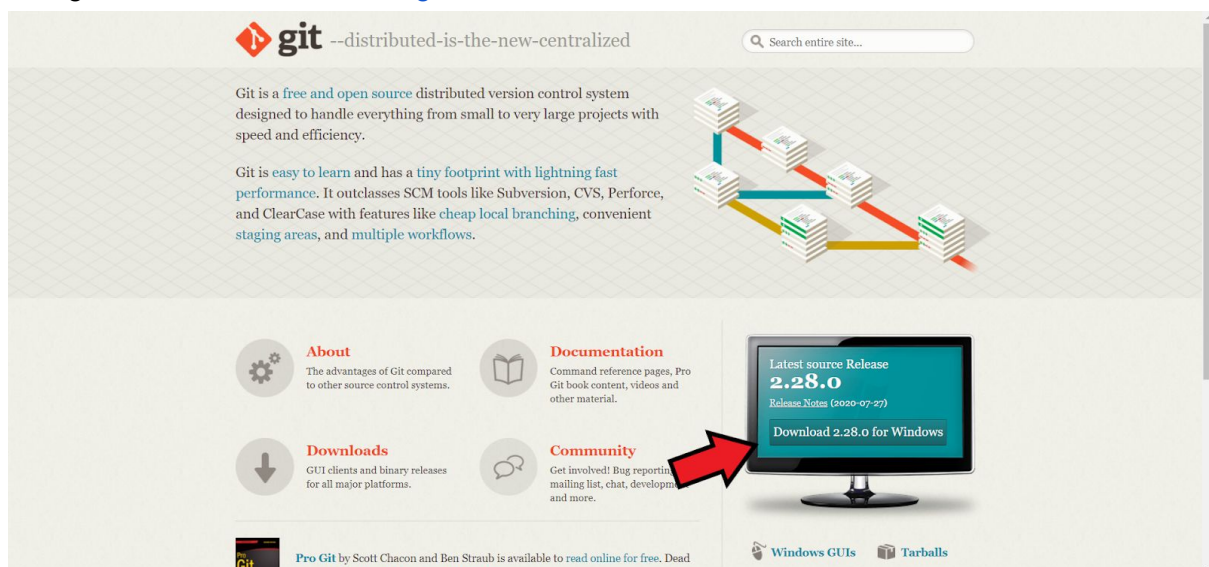 git --distributed-is-the-new-centralized
Search entire site...
Git is a free and open source distributed version control system
designed to handle everything from small to very large projects with
speed and efficiency.
Git is easy to learn and has a tiny footprint with lightning fast
performance. It outclasses SCM tools like Subversion, CVS, Perforce,
and ClearCase with features like cheap local branching, convenient
staging areas, and multiple workflows.
About
The advantages of Git compared
to other source control systems.
Documentation
Command reference pages, Pro
Git book content, videos and
other material.
Downloads
GUI clients and binary releases
for all major platforms.
Community
Get involved! Bug reporting
mailing list, chat, development
and more.
Latest source Release
2.28.0
Release Notes (2020-07-27)
Download 2.28.0 for Windows
Windows GUIs
Tarballs
Pro
Git
Pro Git by Scott Chacon and Ben Straub is available to read online for free. Dead